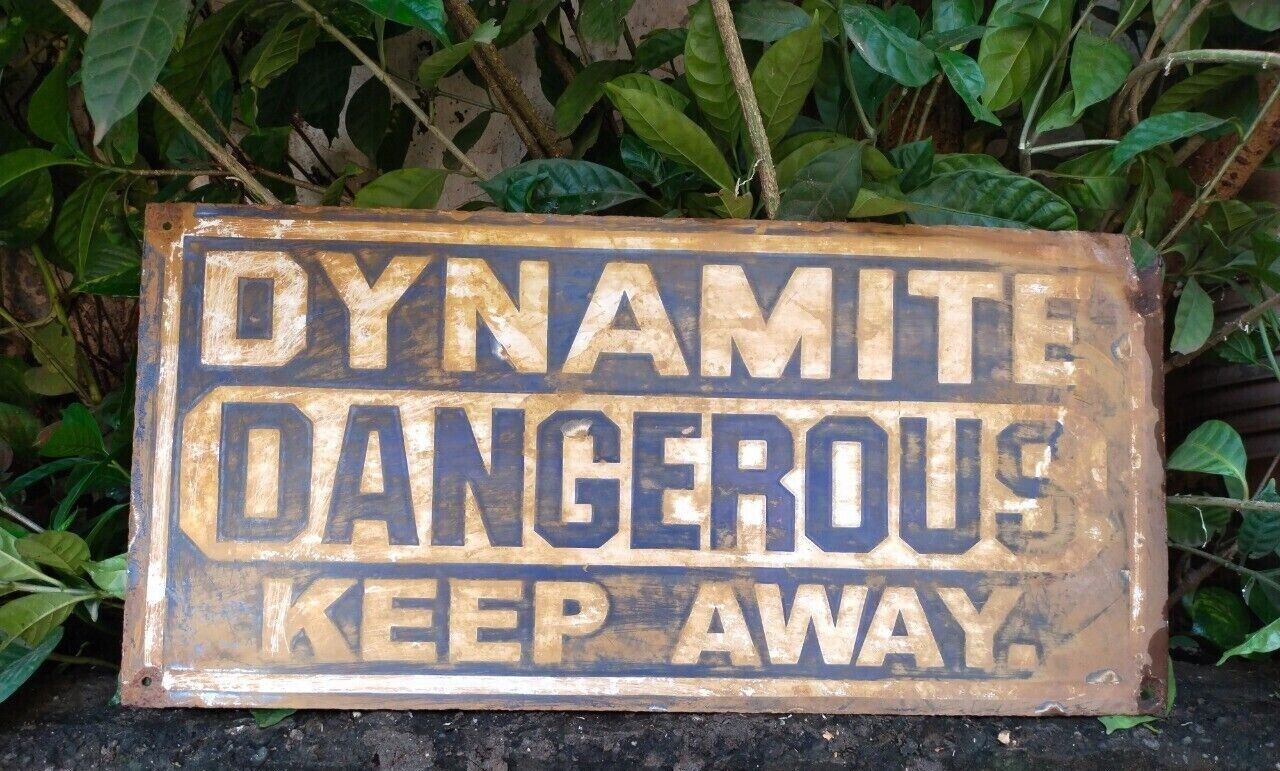 DYNAMITE
DANGEROUS
KEEP AWAY.